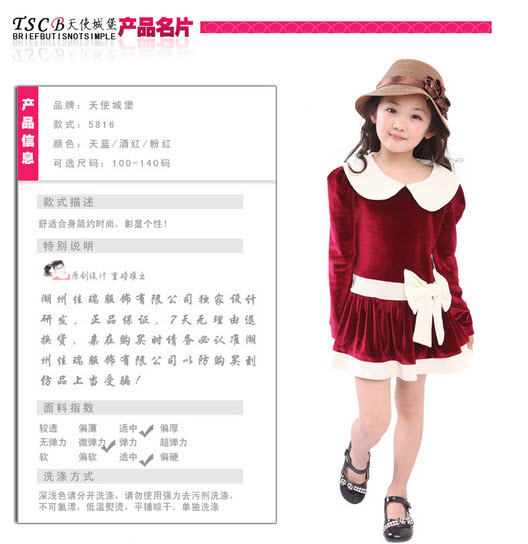 TSCB天使城堡 产品名片
BRIEFBUTISNOTSIMPLE
产品信息
品牌：天使城堡
款式：5816
颜色：天蓝/酒红/粉红
可选尺码：100-140码
款式描述
舒适合身简约时尚，彰显个性！
特别说明
原创设计 重磅推出
湖州佳瑞服饰有限公司独家设计
研发，正品保证，7天无理由退
换货，亲在购买时请务必认准湖
州佳瑞服饰有限公司以防购买到
仿品上当受骗！
面料指数
较透 偏薄 适中 偏厚
无弹力 微弹力 弹力 超弹力
软 偏软 适中 偏硬
洗涤方式
深浅色请分开洗涤，请勿使用强力去污剂洗涤，
不可氯漂，低温熨烫，平铺晾干，单独洗涤